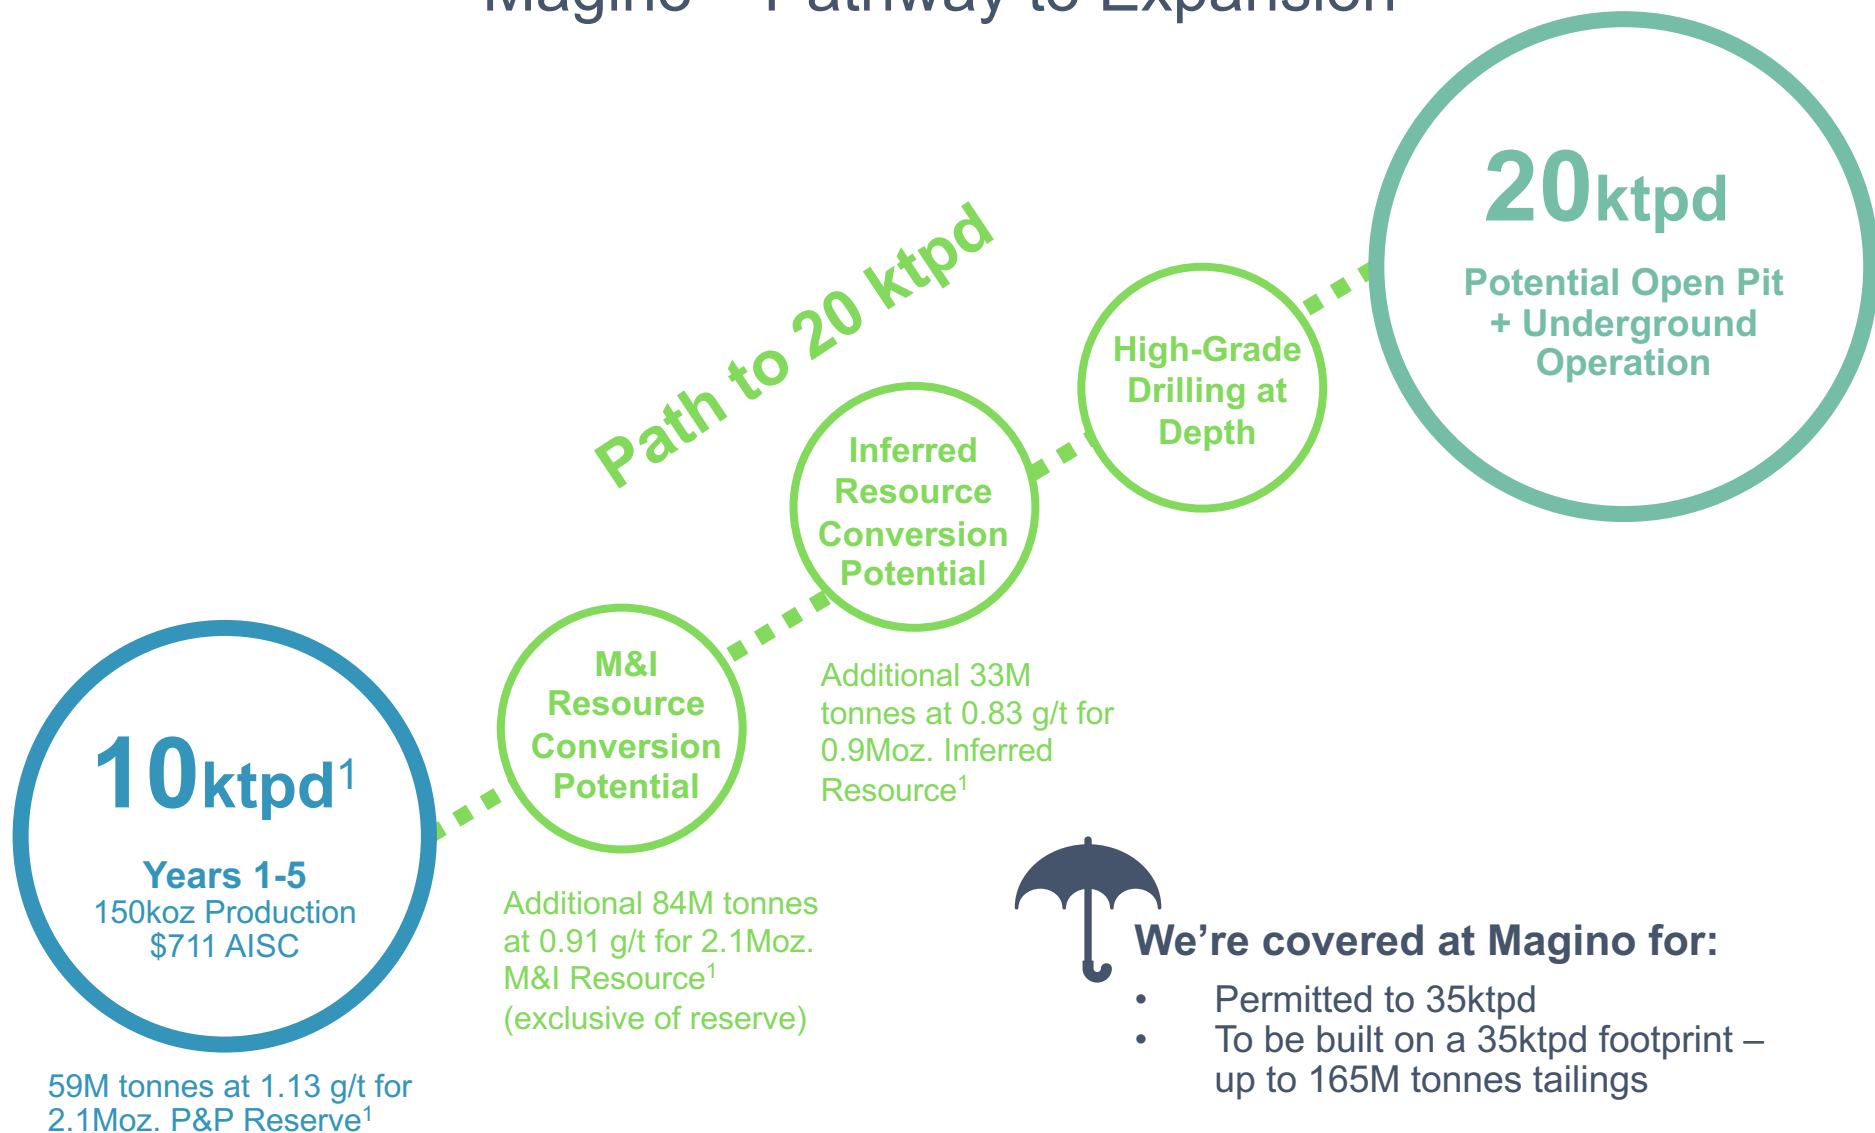 Magino – Pathway to Expansion
20ktpd
Potential Open Pit
+ Underground
Operation
Path to 20 ktpd
High-Grade
Drilling at
Depth
Inferred
Resource
Conversion
Potential
Additional 33M
tonnes at 0.83 g/t for
0.9Moz. Inferred
Resource¹
M&I
Resource
Conversion
Potential
Additional 84M tonnes
at 0.91 g/t for 2.1Moz.
M&I Resource¹
(exclusive of reserve)
10ktpd¹
Years 1-5
150koz Production
$711 AISC
59M tonnes at 1.13 g/t for
2.1Moz. P&P Reserve¹
We’re covered at Magino for:
• Permitted to 35ktpd
• To be built on a 35ktpd footprint –
up to 165M tonnes tailings